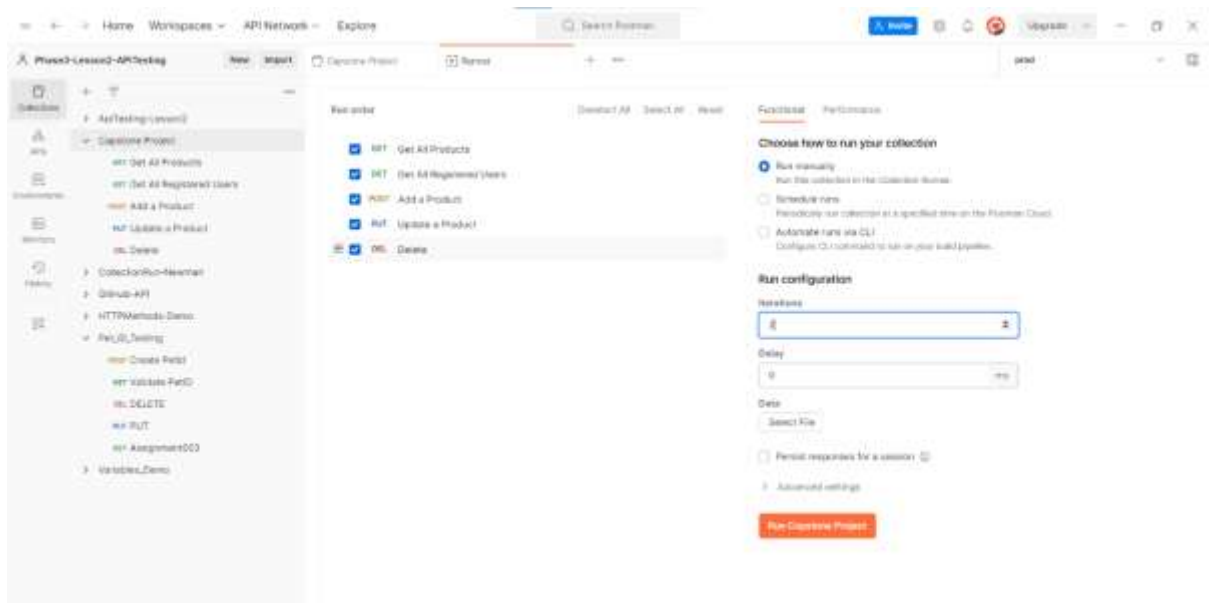 Home Workspaces API Network Explore
Search Postman
Invite
Upgrade
Phase3-Lesson2-APITesting
New Import
Capstone Project
Runner
prod
Collections
APIs
Environments
Monitors
History
ApiTesting-Lesson2
Capstone Project
GET Get All Products
GET Get All Registered Users
POST Add a Product
PUT Update a Product
DEL Delete
CollectionRun-Newman
GitHub-API
HTTPMethods-Demo
POST Create PetId
GET Validate PetID
DEL DELETE
PUT PUT
GET Assignment003
Variables_Demo
Run order
Deselect All Select All Reset
GET Get All Products
GET Get All Registered Users
POST Add a Product
PUT Update a Product
DEL Delete
Functional Performance
Choose how to run your collection
Run manually
Run this collection in the Collection Runner.
Schedule runs
Periodically run collection at a specified time on the Postman Cloud.
Automate runs via CLI
Configure CLI command to run on your build pipeline.
Run configuration
Iterations
Delay
0 ms
Data
Select File
Persist responses for a session
Advanced settings
Run Capstone Project